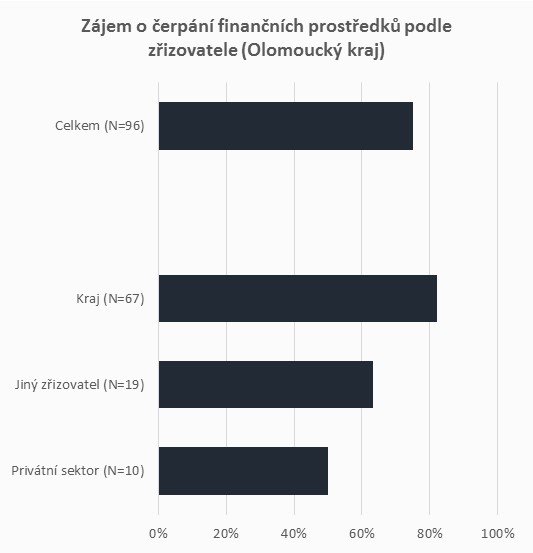 Zájem o čerpání finančních prostředků podle
zřizovatele (Olomoucký kraj)
Celkem (N=96)
Kraj (N=67)
Jiný zřizovatel (N=19)
Privátní sektor (N=10)
0% 20% 40% 60% 80% 100%